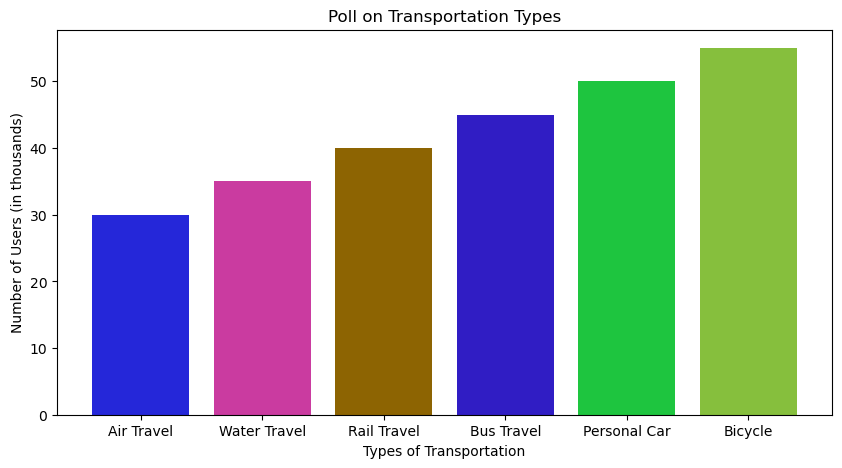 Poll on Transportation Types
Number of Users (in thousands)
50
40
30
20
10
0
Air Travel Water Travel Rail Travel Bus Travel Personal Car Bicycle
Types of Transportation